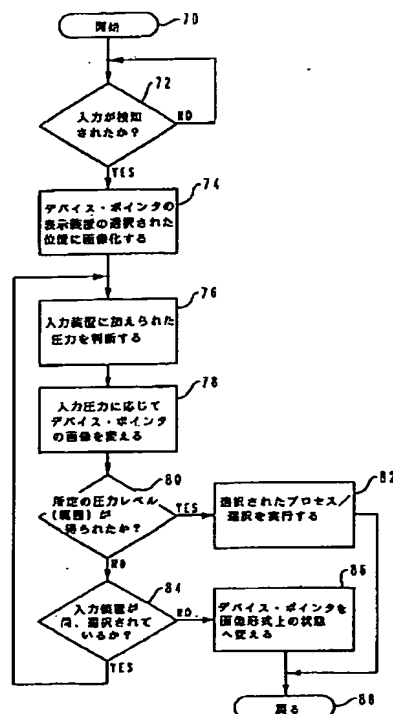 開始
70
72
入力が検知
されたか?
NO
YES
74
デバイス・ポインタの
表示装置の選択された
位置に画像化する
76
入力装置に加えられた
圧力を判断する
78
入力圧力に応じて
デバイス・ポインタ
の画像を変える
80
所定の圧力レベル
(範囲)が
得られたか?
YES
82
選択されたプロセス/
選択を実行する
NO
84
入力装置が
尚、選択されて
いるか?
NO
86
デバイス・ポインタを
画像形式上の状態
へ変える
YES
戻る
88